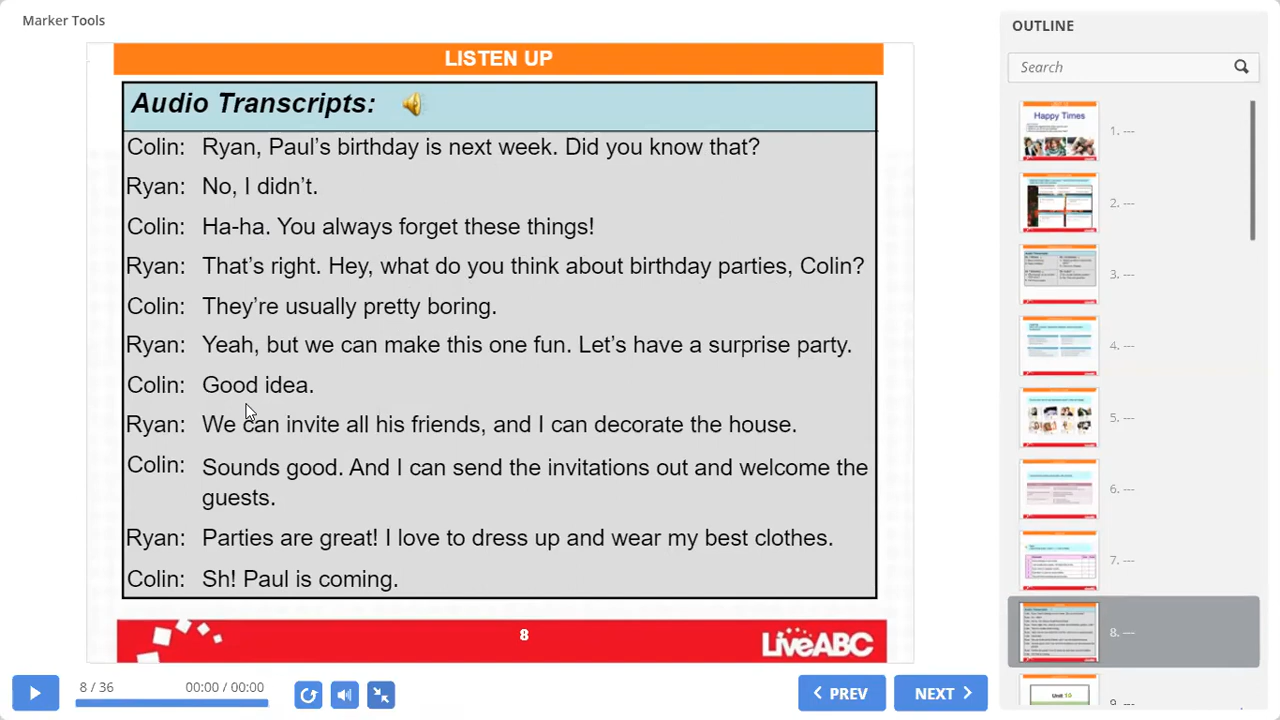 Marker Tools
OUTLINE
Search
LISTEN UP
Audio Transcripts:
Colin: Ryan, Paul's birthday is next week. Did you know that?
Ryan: No, I didn't.
Colin: Ha-ha. You always forget these things!
Ryan: That's right. what do you think about birthday parties, Colin?
Colin: They're usually pretty boring.
Ryan: Yeah, but we can make this one fun. Let's have a surprise party.
Colin: Good idea.
Ryan: We can invite all his friends, and I can decorate the house.
Colin: Sounds good. And I can send the invitations out and welcome the
guests.
Ryan: Parties are great! I love to dress up and wear my best clothes.
Colin: Sh! Paul is coming.
8
LiveABC
Happy Times
1. ---
2. ---
3. ---
4. ---
5. ---
6. ---
7. ---
8. ---
Unit 10
9. ---
8 / 36
00:00 / 00:00
PREV
NEXT